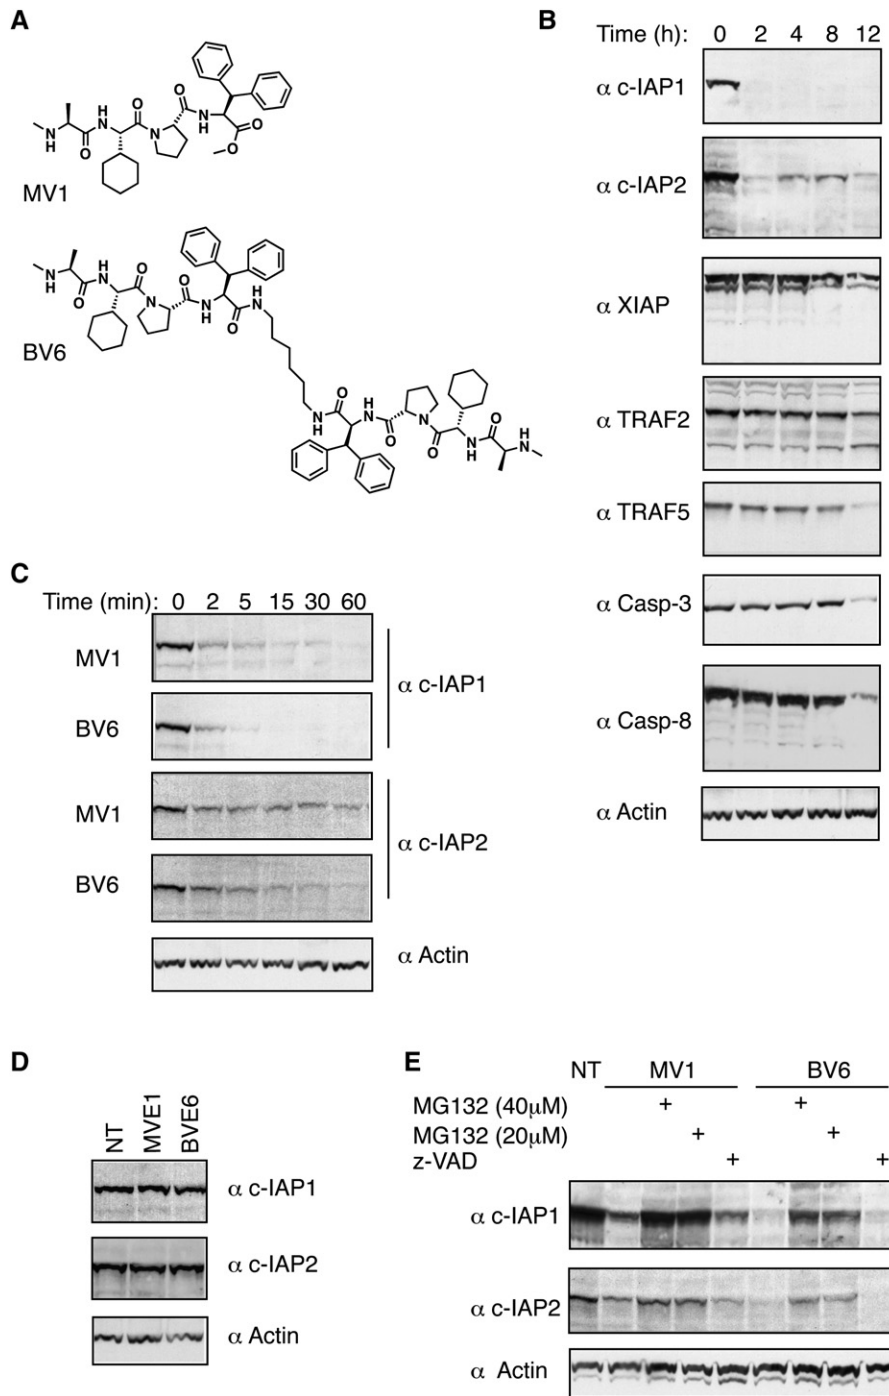 A
O
H
N O
N
N
H
O
N
H
O
O
MV1
O
H
N O
N
N
H
O
N
H
O
H
N
BV6
O
N
H
O
H
N
O
N
O
N
H
O
H
N
B
Time (h): 0 2 4 8 12
α c-IAP1
α c-IAP2
α XIAP
α TRAF2
α TRAF5
α Casp-3
α Casp-8
α Actin
C
Time (min): 0 2 5 15 30 60
MV1
α c-IAP1
BV6
MV1
α c-IAP2
BV6
α Actin
D
NT MVE1 BVE6
α c-IAP1
α c-IAP2
α Actin
E
NT MV1 BV6
MG132 (40µM) + +
MG132 (20µM) + +
z-VAD + +
α c-IAP1
α c-IAP2
α Actin